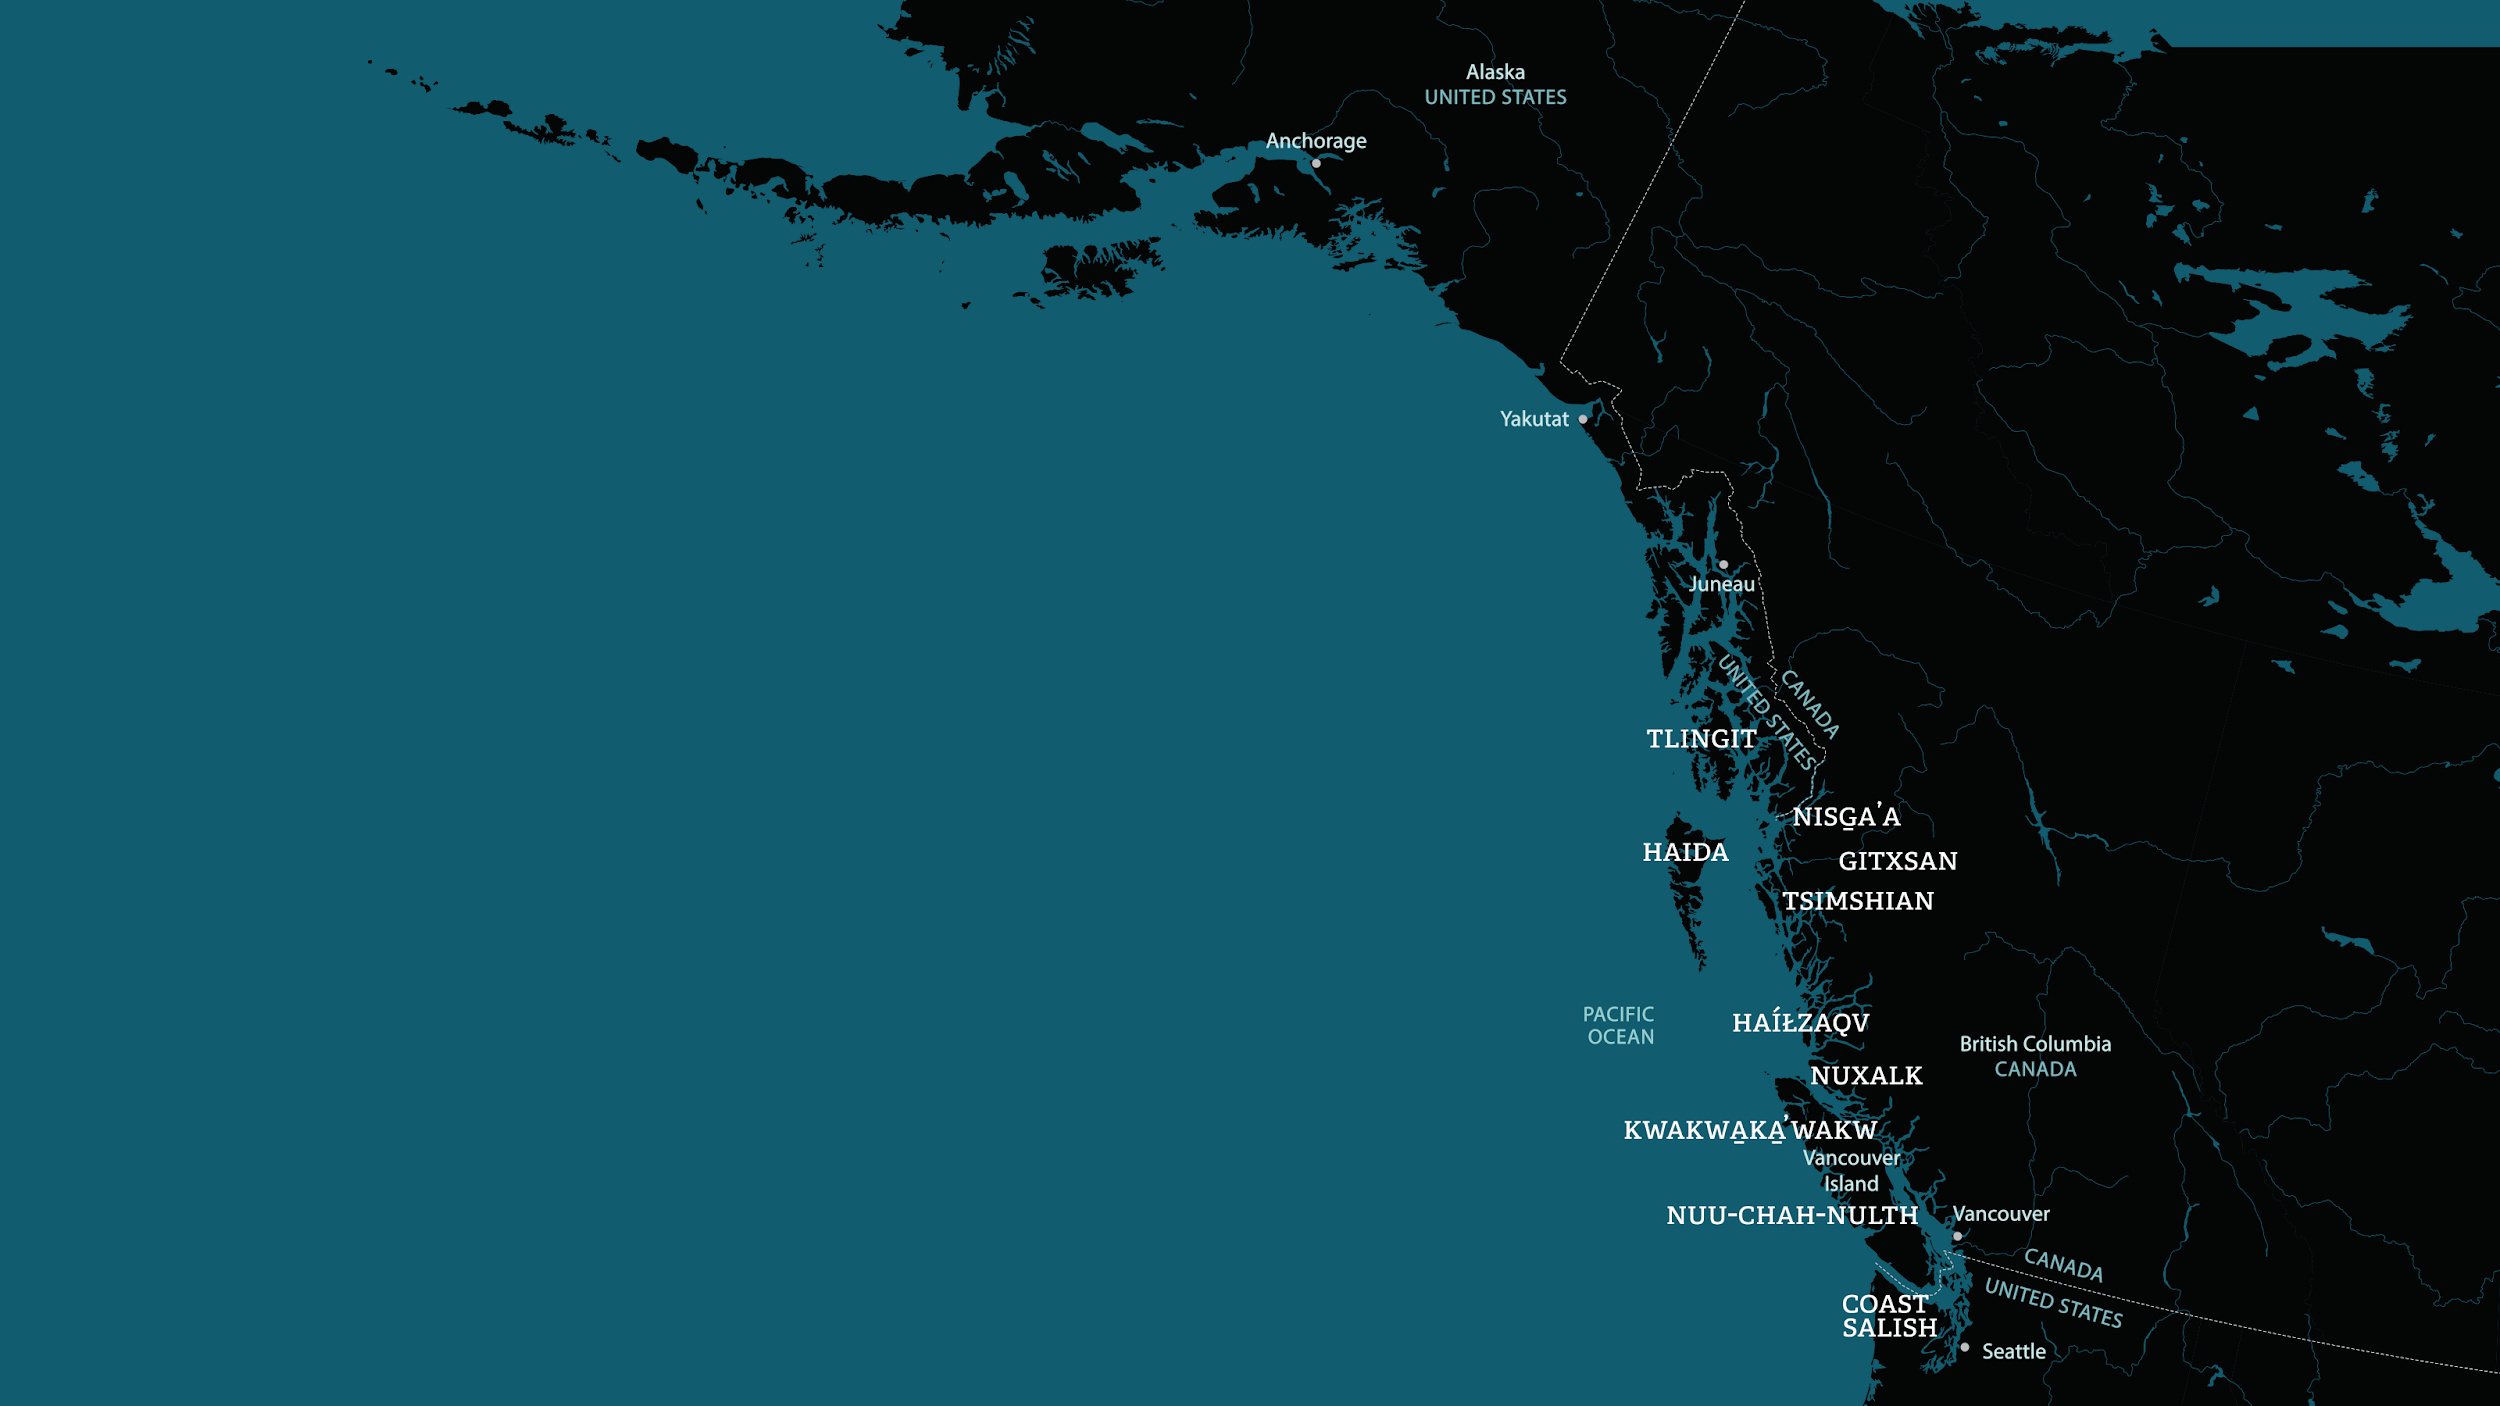 Alaska
UNITED STATES
Anchorage
Yakutat
Juneau
CANADA
UNITED STATES
TLINGIT
NISG̱A’A
HAIDA
GITXSAN
TSIMSHIAN
PACIFIC
OCEAN
HAÍŁZAQV
British Columbia
CANADA
NUXALK
KWAKWA̱KA̱’WAKW
Vancouver
Island
NUU-CHAH-NULTH
Vancouver
CANADA
UNITED STATES
COAST
SALISH
Seattle